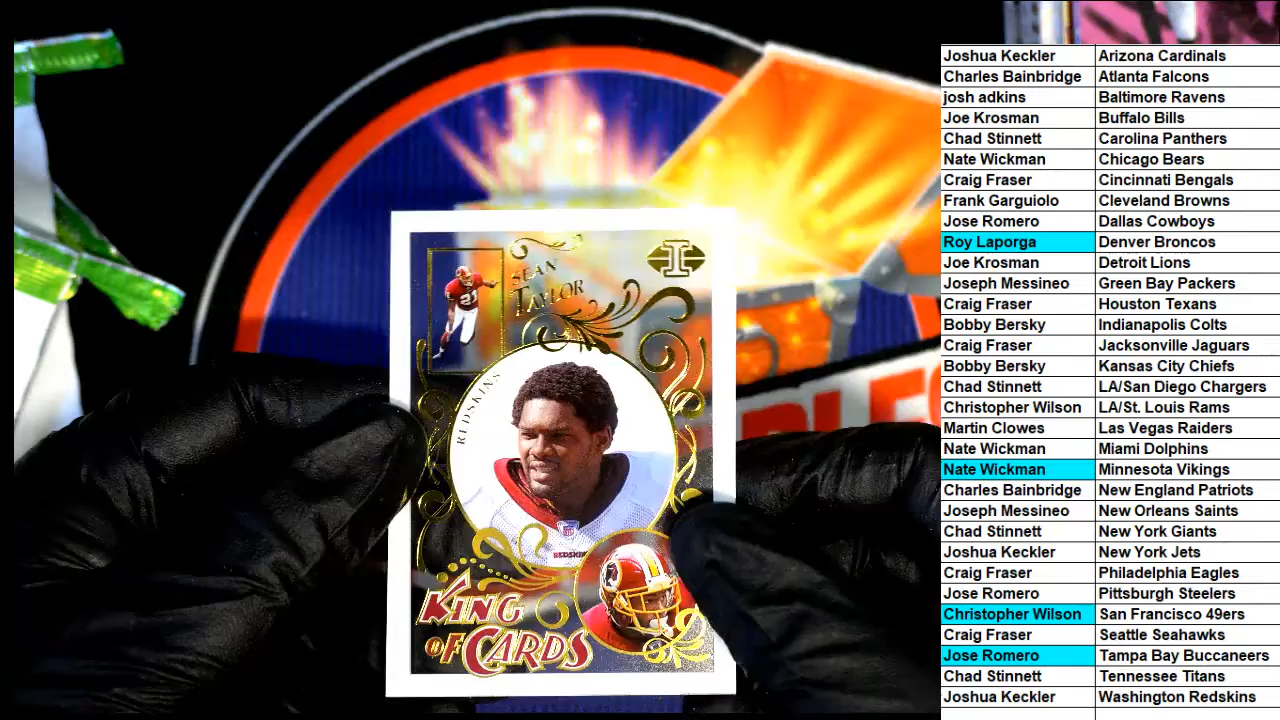 SEAN
TAYLOR
I
21
REDSKINS
REDSKINS
KING
OF CARDS
Joshua Keckler Arizona Cardinals
Charles Bainbridge Atlanta Falcons
josh adkins Baltimore Ravens
Joe Krosman Buffalo Bills
Chad Stinnett Carolina Panthers
Nate Wickman Chicago Bears
Craig Fraser Cincinnati Bengals
Frank Garguiolo Cleveland Browns
Jose Romero Dallas Cowboys
Roy Laporga Denver Broncos
Joe Krosman Detroit Lions
Joseph Messineo Green Bay Packers
Craig Fraser Houston Texans
Bobby Bersky Indianapolis Colts
Craig Fraser Jacksonville Jaguars
Bobby Bersky Kansas City Chiefs
Chad Stinnett LA/San Diego Chargers
Christopher Wilson LA/St. Louis Rams
Martin Clowes Las Vegas Raiders
Nate Wickman Miami Dolphins
Nate Wickman Minnesota Vikings
Charles Bainbridge New England Patriots
Joseph Messineo New Orleans Saints
Chad Stinnett New York Giants
Joshua Keckler New York Jets
Craig Fraser Philadelphia Eagles
Jose Romero Pittsburgh Steelers
Christopher Wilson San Francisco 49ers
Craig Fraser Seattle Seahawks
Jose Romero Tampa Bay Buccaneers
Chad Stinnett Tennessee Titans
Joshua Keckler Washington Redskins